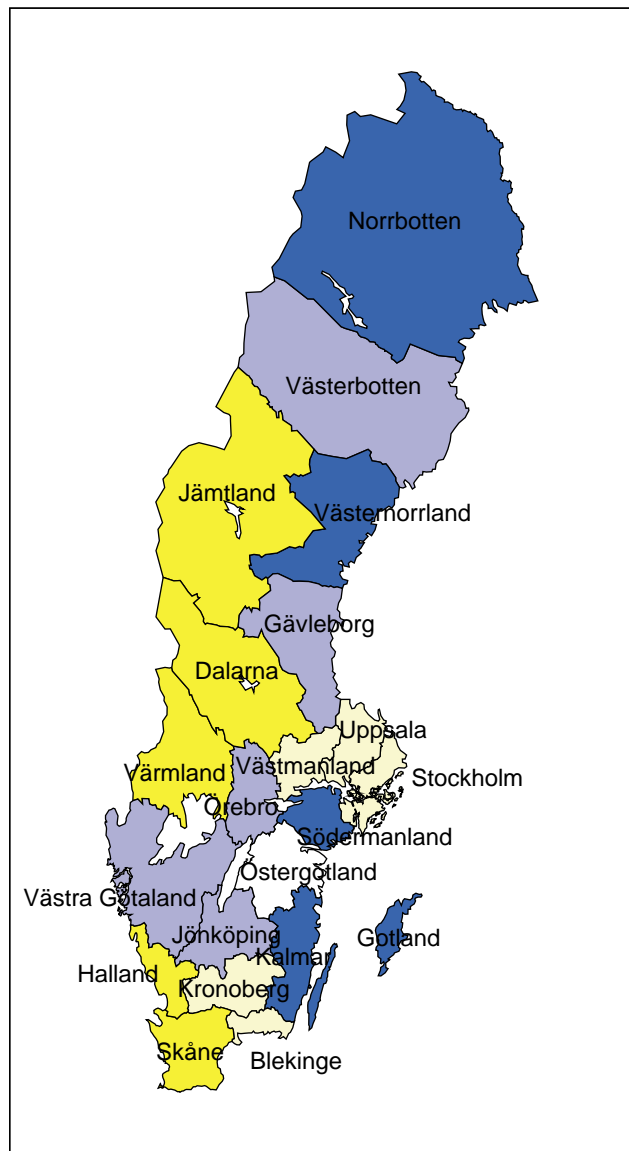 Norrbotten
Västerbotten
Jämtland
Västernorrland
Gävleborg
Dalarna
Uppsala
Värmland
Västmanland
Stockholm
Örebro
Södermanland
Östergötland
Västra Götaland
Jönköping
Gotland
Kalmar
Halland
Kronoberg
Skåne
Blekinge